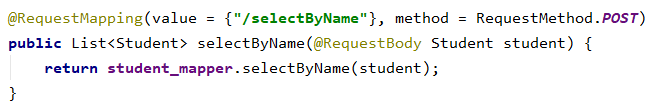 @RequestMapping(value = {"/selectByName"}, method = RequestMethod.POST)
public List<Student> selectByName(@RequestBody Student student) {
    return student_mapper.selectByName(student);
}